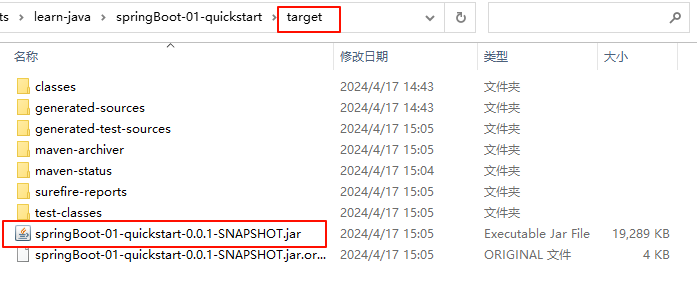 ts › learn-java › springBoot-01-quickstart › target
名称 修改日期 类型 大小
classes 2024/4/17 14:43 文件夹
generated-sources 2024/4/17 14:43 文件夹
generated-test-sources 2024/4/17 15:05 文件夹
maven-archiver 2024/4/17 15:05 文件夹
maven-status 2024/4/17 15:04 文件夹
surefire-reports 2024/4/17 15:05 文件夹
test-classes 2024/4/17 15:05 文件夹
springBoot-01-quickstart-0.0.1-SNAPSHOT.jar 2024/4/17 15:05 Executable Jar File 19,289 KB
springBoot-01-quickstart-0.0.1-SNAPSHOT.jar.or... 2024/4/17 15:05 ORIGINAL 文件 4 KB